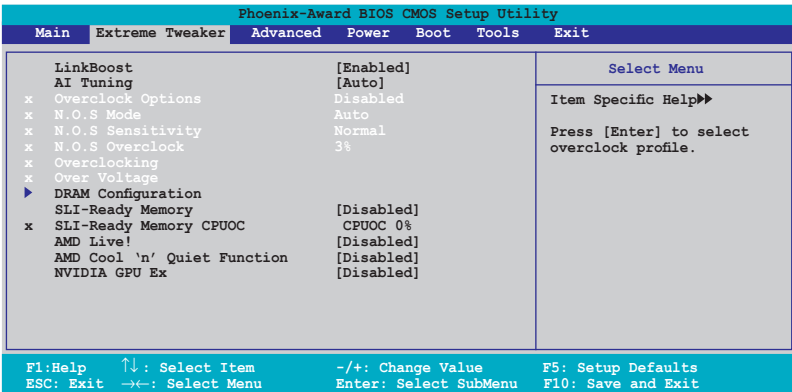 Phoenix-Award BIOS CMOS Setup Utility
Main Extreme Tweaker Advanced Power Boot Tools Exit
LinkBoost [Enabled]
AI Tuning [Auto]
x Overclock Options Disabled
x N.O.S Mode Auto
x N.O.S Sensitivity Normal
x N.O.S Overclock 3%
x Overclocking
x Over Voltage
DRAM Configuration
SLI-Ready Memory [Disabled]
x SLI-Ready Memory CPUOC CPUOC 0%
AMD Live! [Disabled]
AMD Cool ‘n’ Quiet Function [Disabled]
NVIDIA GPU Ex [Disabled]
Select Menu
Item Specific Help
Press [Enter] to select
overclock profile.
F1:Help ↑↓ : Select Item -/+: Change Value F5: Setup Defaults
ESC: Exit →←: Select Menu Enter: Select SubMenu F10: Save and Exit